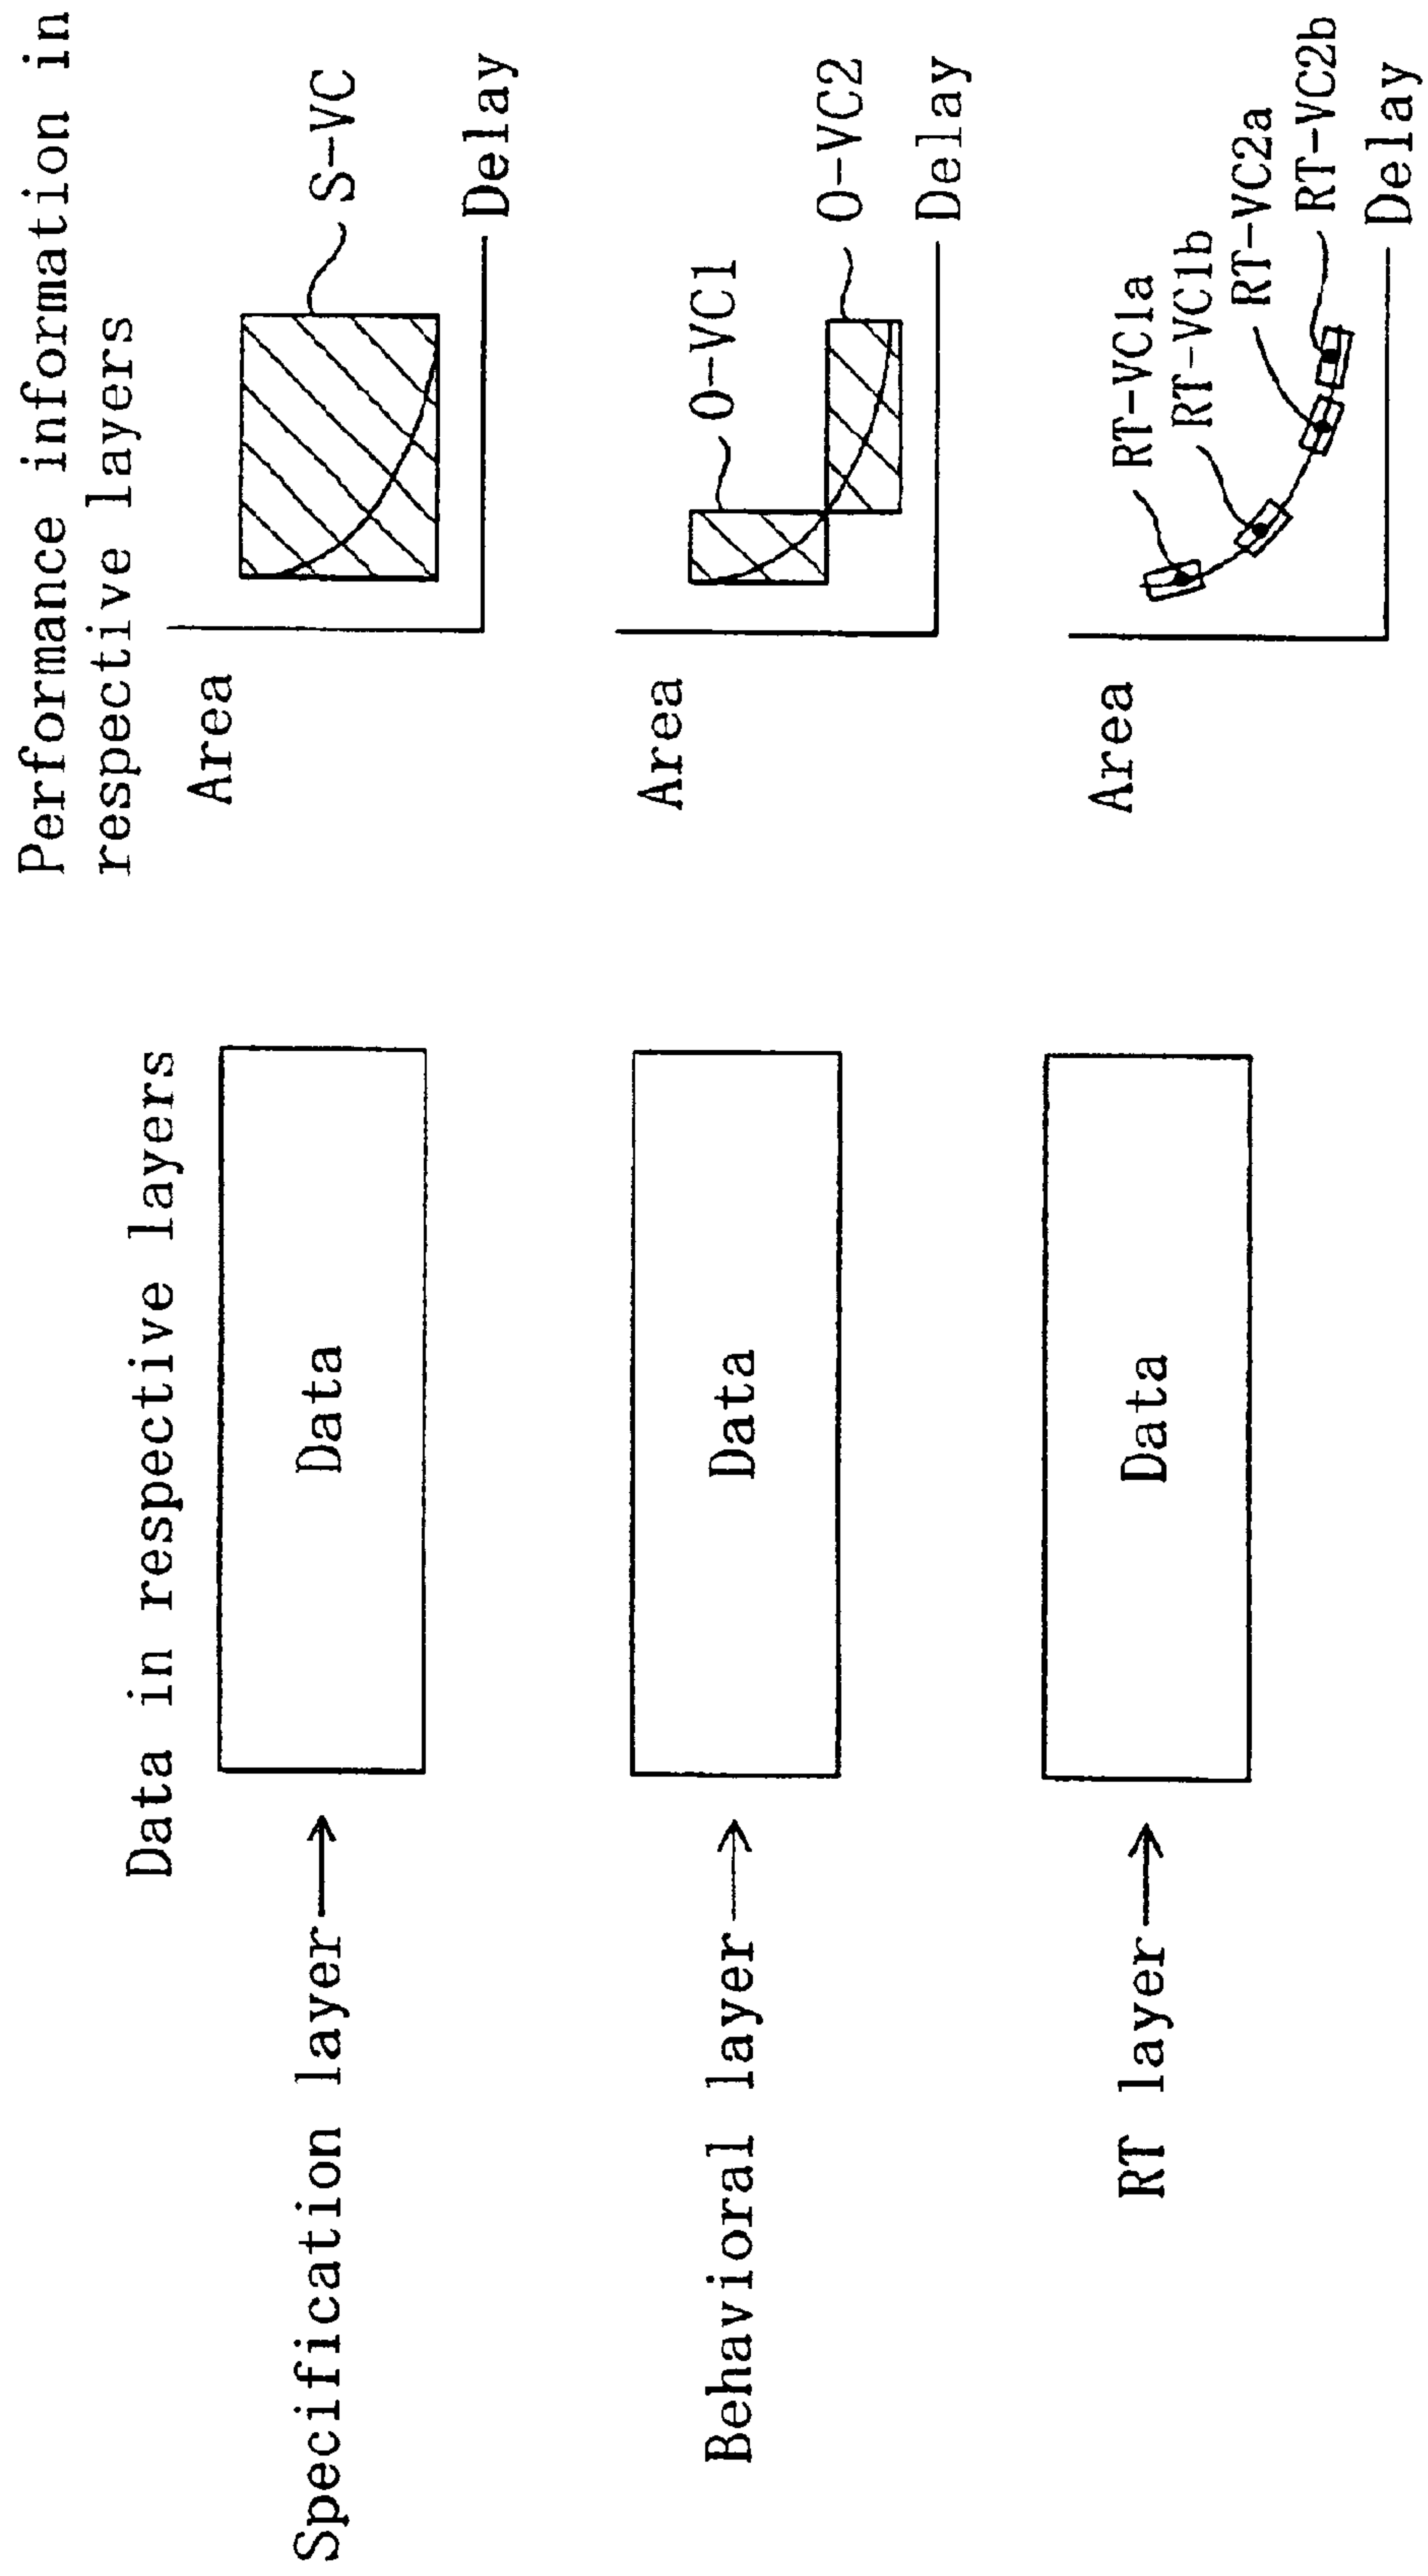 Performance information in
respective layers
Data in respective layers
Specification layer
Data
Area
S-VC
Delay
Behavioral layer
Data
Area
O-VC1
O-VC2
Delay
RT layer
Data
Area
RT-VC1a
RT-VC1b
RT-VC2a
RT-VC2b
Delay